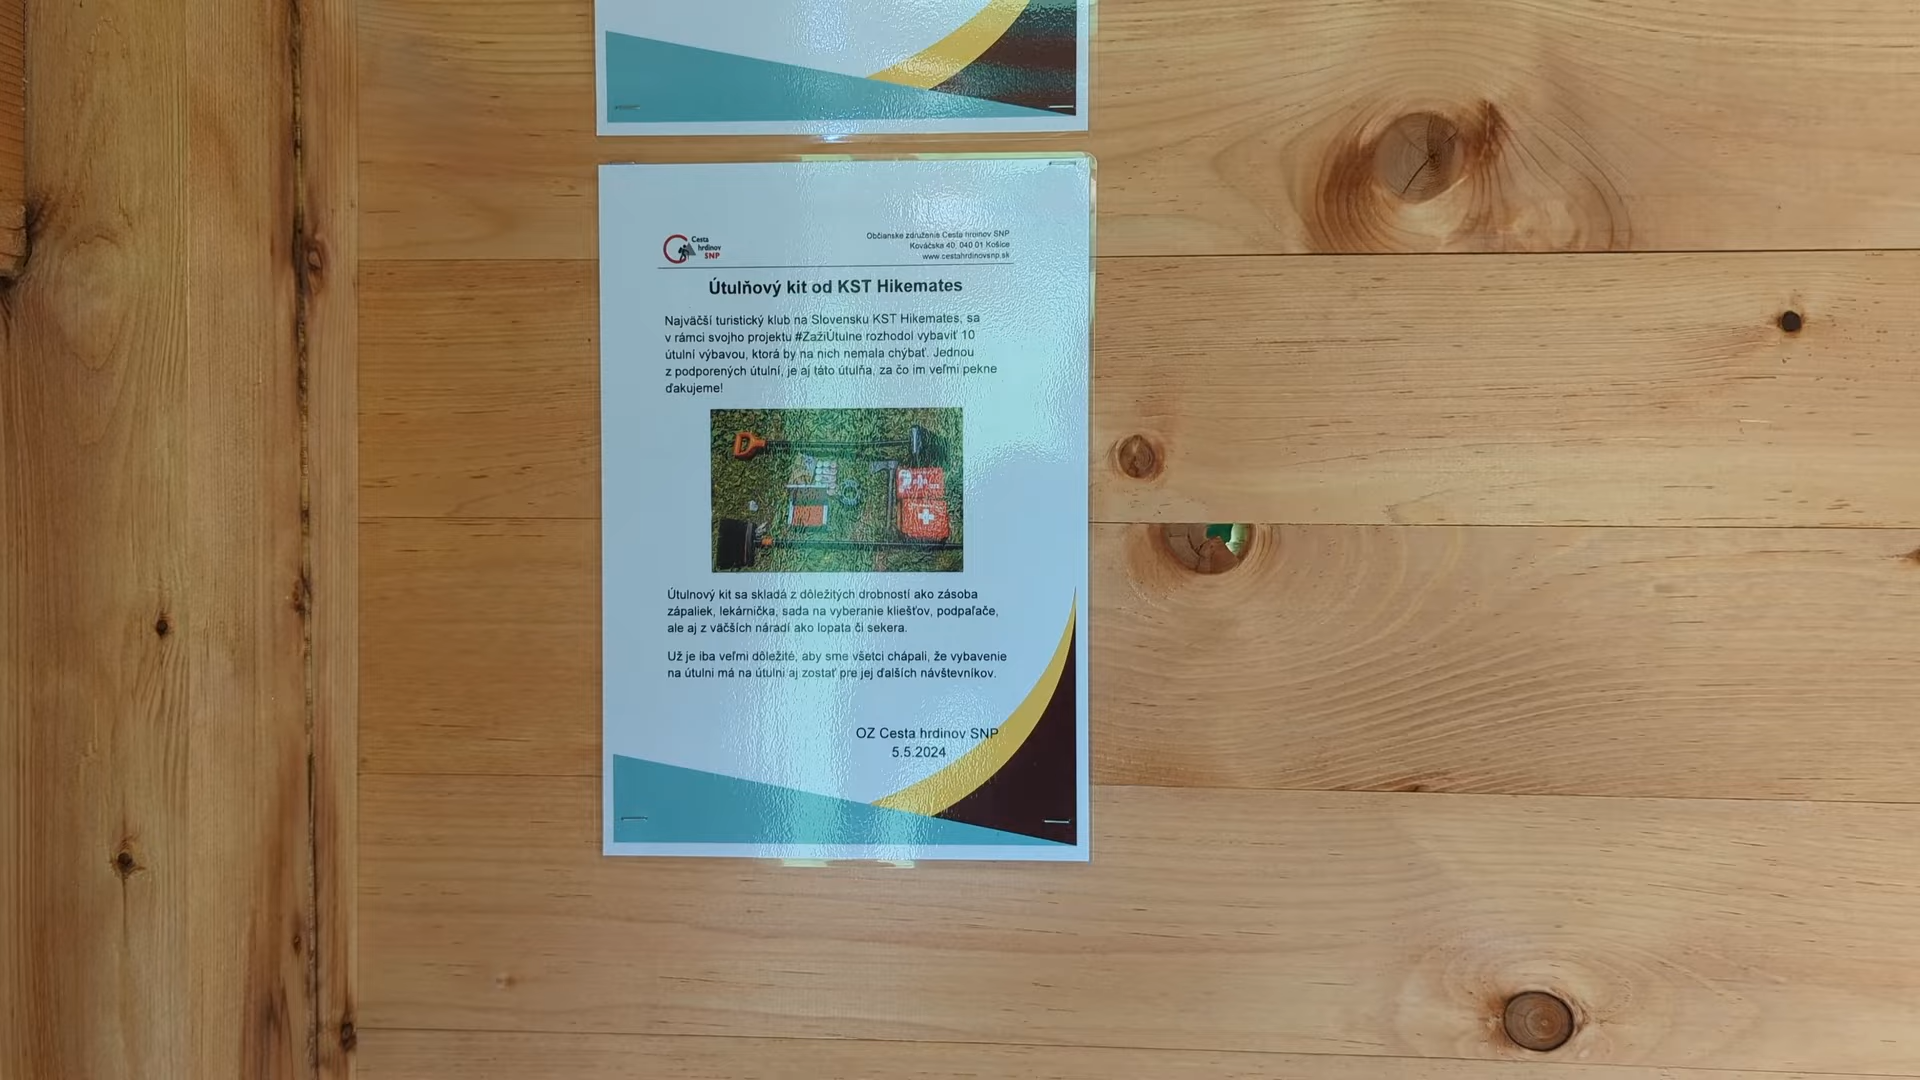 Cesta
hrdinov
SNP
Občianske združenie Cesta hrdinov SNP
Kováčska 40, 040 01 Košice
www.cestahrdinovsnp.sk
Útulňový kit od KST Hikemates
Najväčší turistický klub na Slovensku KST Hikemates, sa
v rámci svojho projektu #ZažiÚtulne rozhodol vybaviť 10
útulní výbavou, ktorá by na nich nemala chýbať. Jednou
z podporených útulní, je aj táto útulňa, za čo im veľmi pekne
ďakujeme!
Útulnový kit sa skladá z dôležitých drobností ako zásoba
zápaliek, lekárnička, sada na vyberanie kliešťov, podpaľače,
ale aj z väčších náradí ako lopata či sekera.
Už je iba veľmi dôležité, aby sme všetci chápali, že vybavenie
na útulni má na útulni aj zostať pre jej ďalších návštevníkov.
OZ Cesta hrdinov SNP
5.5.2024